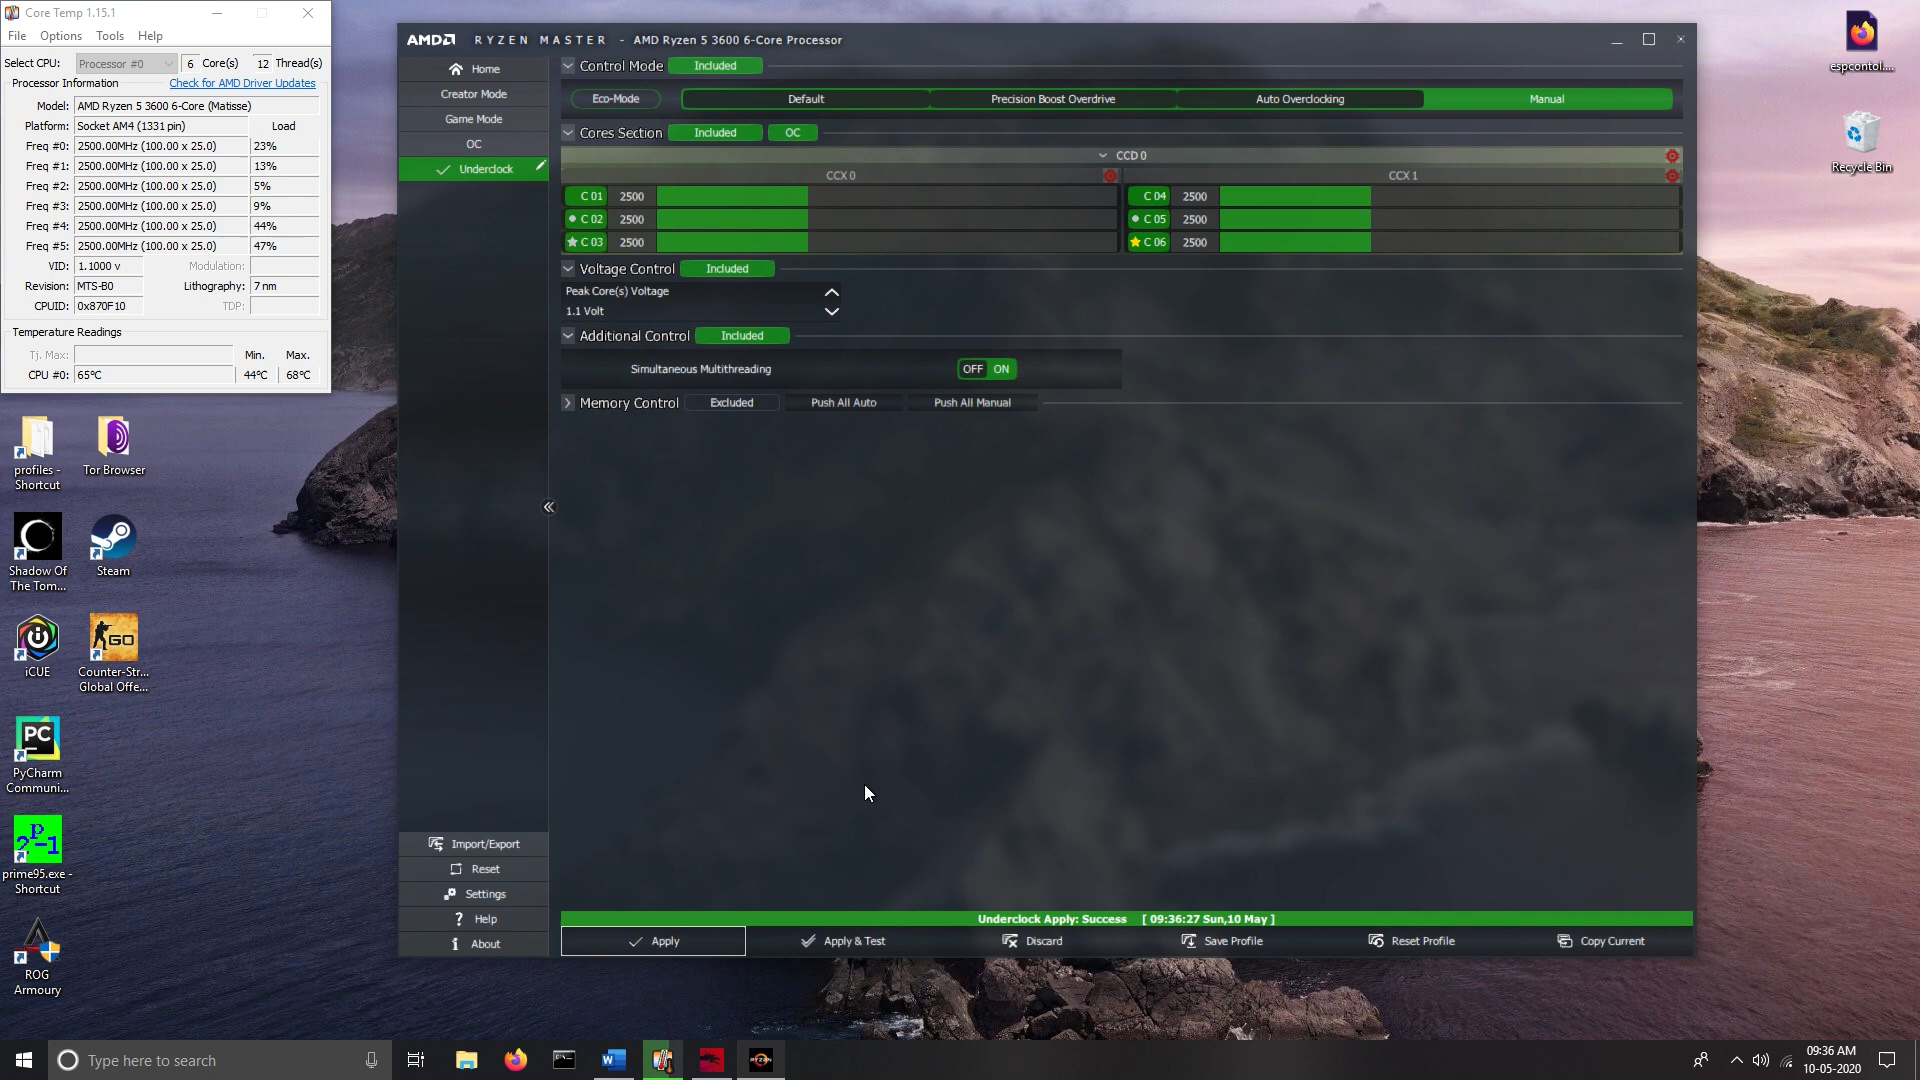 Core Temp 1.15.1
File Options Tools Help
Select CPU: Processor #0 6 Core(s) 12 Thread(s)
Processor Information Check for AMD Driver Updates
Model: AMD Ryzen 5 3600 6-Core (Matisse)
Platform: Socket AM4 (1331 pin) Load
Freq #0: 2500.00MHz (100.00 x 25.0) 23%
Freq #1: 2500.00MHz (100.00 x 25.0) 13%
Freq #2: 2500.00MHz (100.00 x 25.0) 5%
Freq #3: 2500.00MHz (100.00 x 25.0) 9%
Freq #4: 2500.00MHz (100.00 x 25.0) 44%
Freq #5: 2500.00MHz (100.00 x 25.0) 47%
VID: 1.1000 v Modulation:
Revision: MTS-B0 Lithography: 7 nm
CPUID: 0x870F10 TDP:
Temperature Readings
Tj. Max: Min. Max.
CPU #0: 65°C 44°C 68°C
profiles - Shortcut
Tor Browser
Shadow Of The Tom...
Steam
iCUE
GO
Counter-Str... Global Offe...
PC
PyCharm Communi...
prime95.exe - Shortcut
ROG Armoury
espcontol....
Recycle Bin
AMD RYZEN MASTER - AMD Ryzen 5 3600 6-Core Processor
Home
Creator Mode
Game Mode
OC
Underclock
Import/Export
Reset
Settings
? Help
i About
Control Mode Included
Eco-Mode Default Precision Boost Overdrive Auto Overclocking Manual
Cores Section Included OC
CCD 0
CCX 0 CCX 1
C 01 2500 C 04 2500
C 02 2500 C 05 2500
C 03 2500 C 06 2500
Voltage Control Included
Peak Core(s) Voltage
1.1 Volt
Additional Control Included
Simultaneous Multithreading OFF ON
Memory Control Excluded Push All Auto Push All Manual
Underclock Apply: Success [ 09:36:27 Sun,10 May ]
Apply Apply & Test Discard Save Profile Reset Profile Copy Current
Type here to search
09:36 AM
10-05-2020